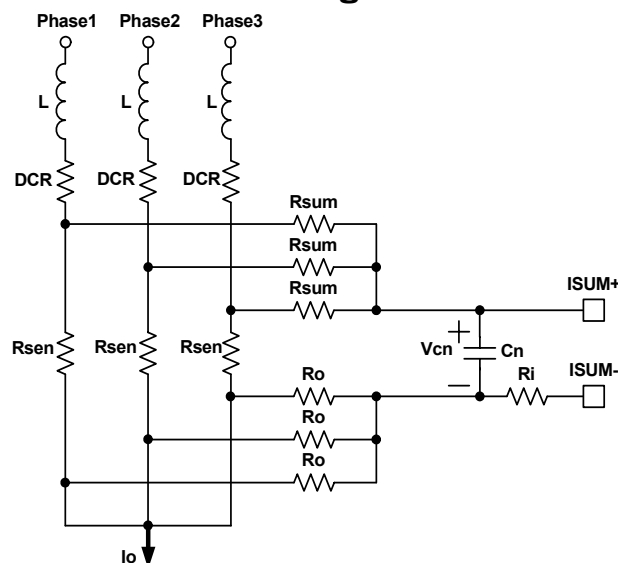 Phase1 Phase2 Phase3
L L L
DCR DCR DCR
Rsum
Rsum
Rsum
ISUM+
Rsen Rsen Rsen
+
Vcn Cn
−
ISUM-
Ro Ri
Ro
Ro
Io